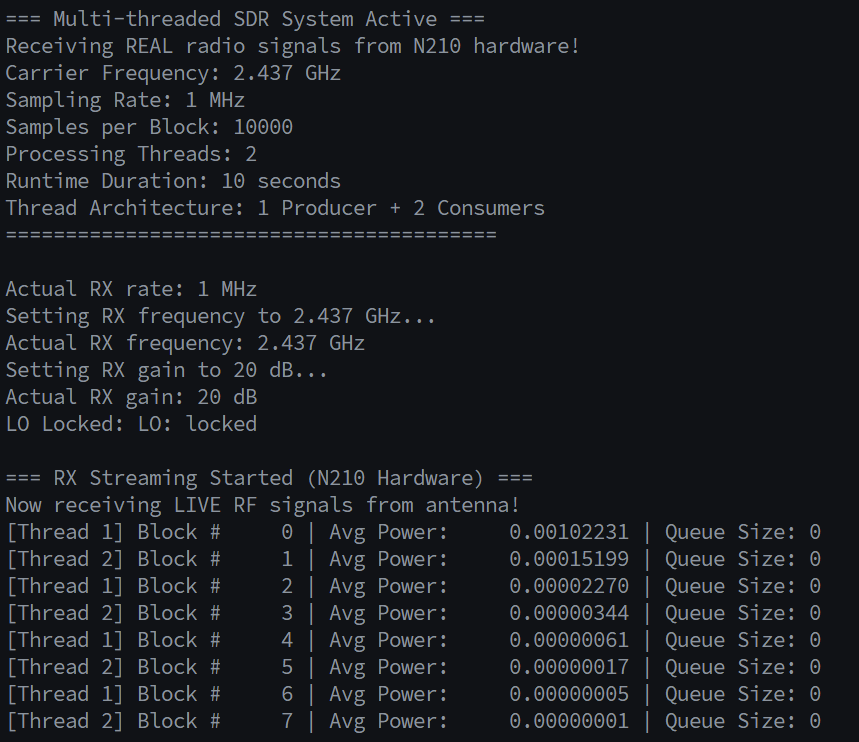 === Multi-threaded SDR System Active ===
Receiving REAL radio signals from N210 hardware!
Carrier Frequency: 2.437 GHz
Sampling Rate: 1 MHz
Samples per Block: 10000
Processing Threads: 2
Runtime Duration: 10 seconds
Thread Architecture: 1 Producer + 2 Consumers
=========================================
Actual RX rate: 1 MHz
Setting RX frequency to 2.437 GHz...
Actual RX frequency: 2.437 GHz
Setting RX gain to 20 dB...
Actual RX gain: 20 dB
LO Locked: LO: locked
=== RX Streaming Started (N210 Hardware) ===
Now receiving LIVE RF signals from antenna!
[Thread 1] Block #     0 | Avg Power:     0.00102231 | Queue Size: 0
[Thread 2] Block #     1 | Avg Power:     0.00015199 | Queue Size: 0
[Thread 1] Block #     2 | Avg Power:     0.00002270 | Queue Size: 0
[Thread 2] Block #     3 | Avg Power:     0.00000344 | Queue Size: 0
[Thread 1] Block #     4 | Avg Power:     0.00000061 | Queue Size: 0
[Thread 2] Block #     5 | Avg Power:     0.00000017 | Queue Size: 0
[Thread 1] Block #     6 | Avg Power:     0.00000005 | Queue Size: 0
[Thread 2] Block #     7 | Avg Power:     0.00000001 | Queue Size: 0